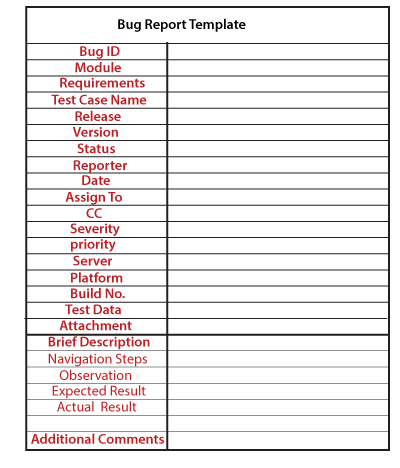 Bug Report Template
Bug ID
Module
Requirements
Test Case Name
Release
Version
Status
Reporter
Date
Assign To
CC
Severity
priority
Server
Platform
Build No.
Test Data
Attachment
Brief Description
Navigation Steps
Observation
Expected Result
Actual Result
Additional Comments